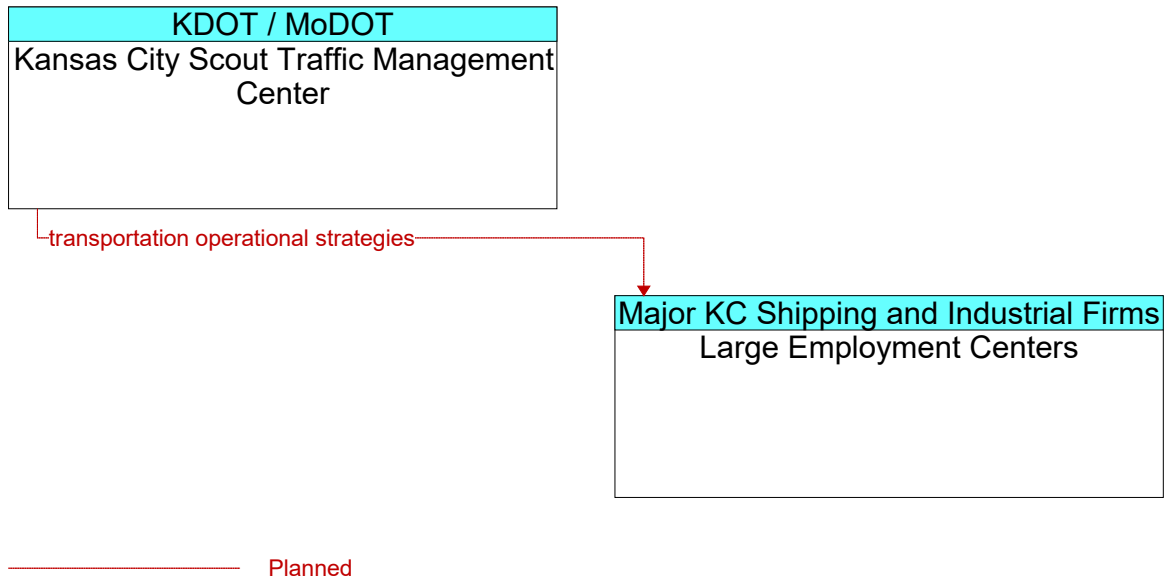 KDOT / MoDOT
Kansas City Scout Traffic Management
Center
transportation operational strategies
Major KC Shipping and Industrial Firms
Large Employment Centers
Planned